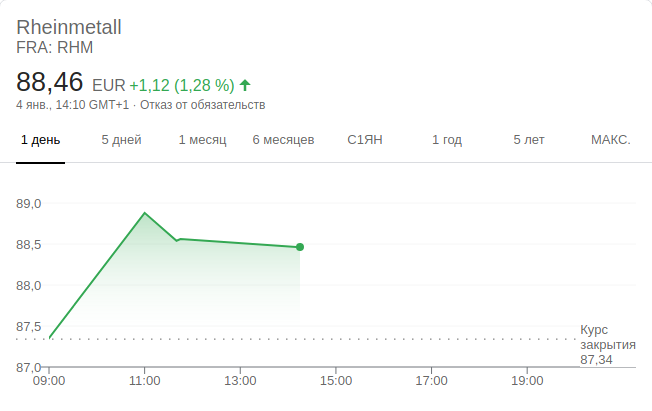 Rheinmetall
FRA: RHM
88,46 EUR +1,12 (1,28 %)
4 янв., 14:10 GMT+1 · Отказ от обязательств
1 день 5 дней 1 месяц 6 месяцев С1ЯН 1 год 5 лет МАКС.
89,0
88,5
88,0
87,5
Курс
закрытия
87,34
87,0
09:00 11:00 13:00 15:00 17:00 19:00